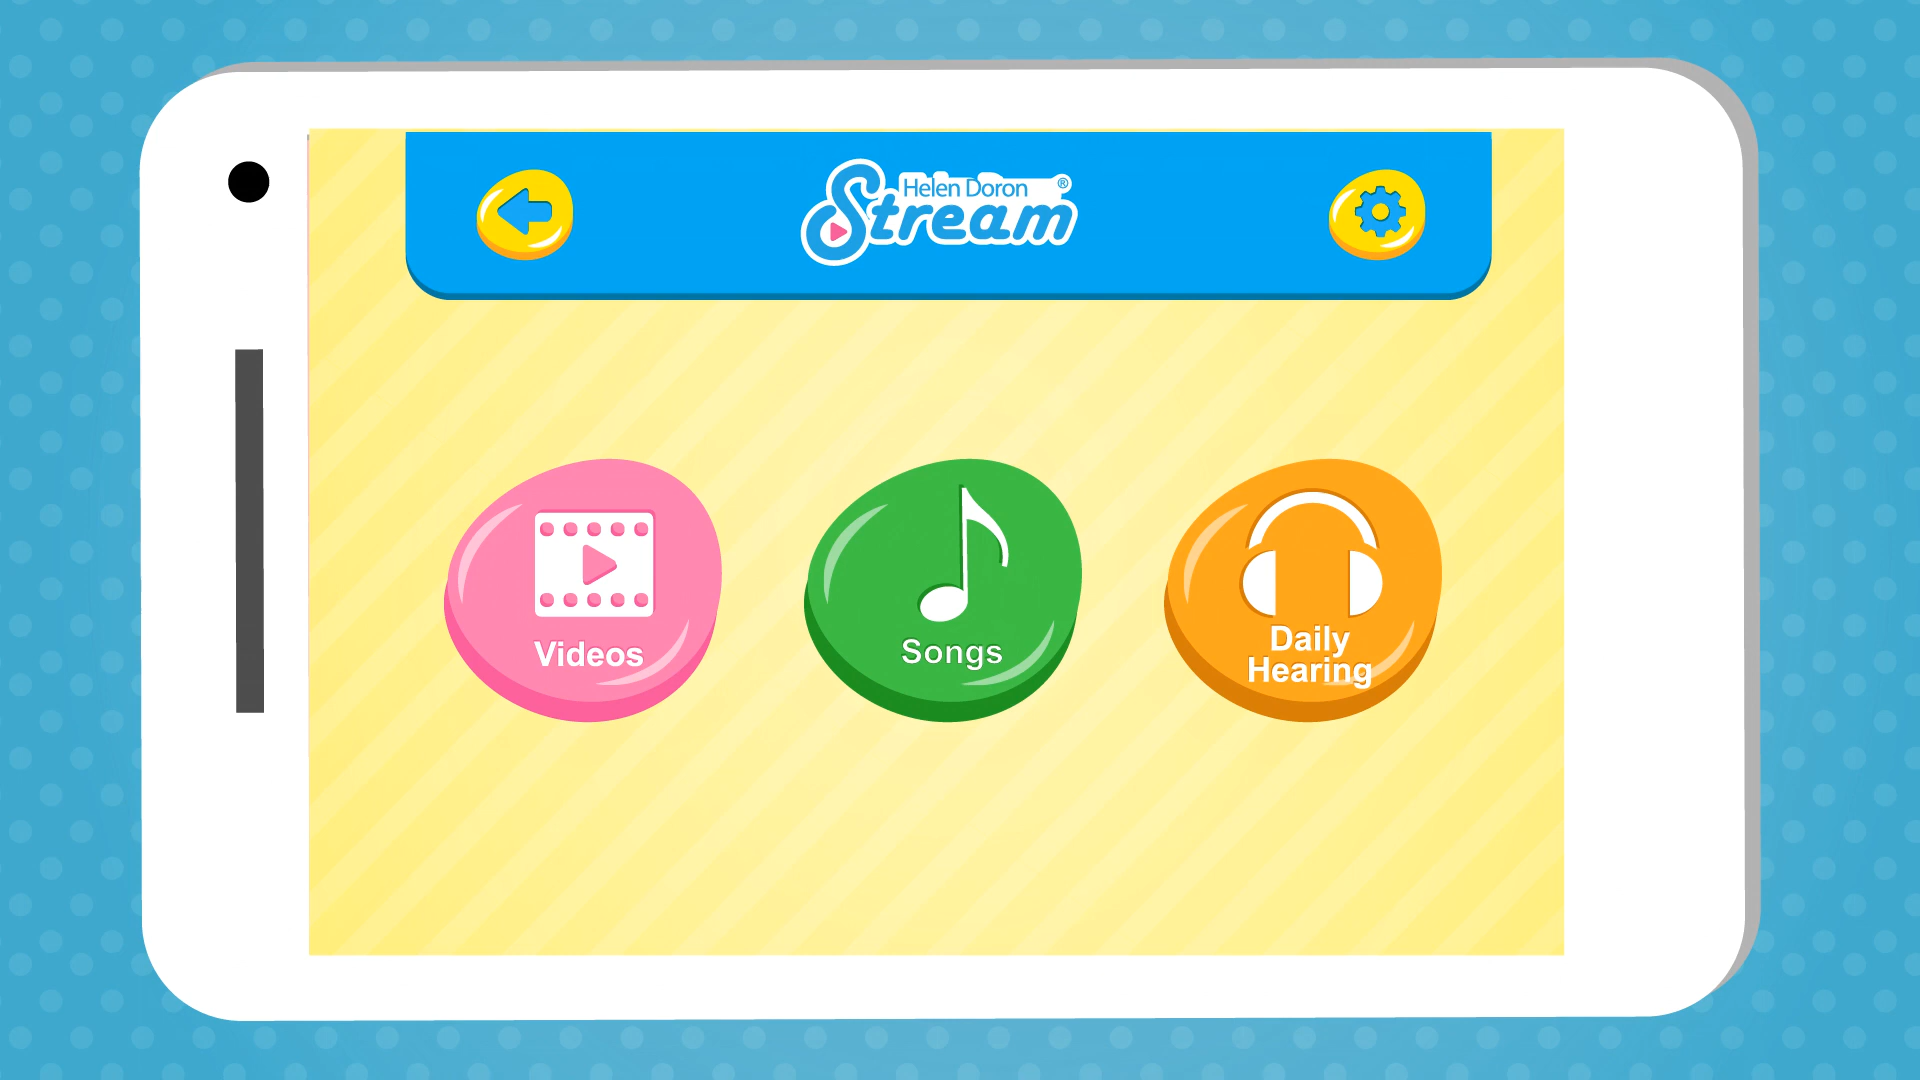 Helen Doron ®
Stream
Videos
Songs
Daily
Hearing